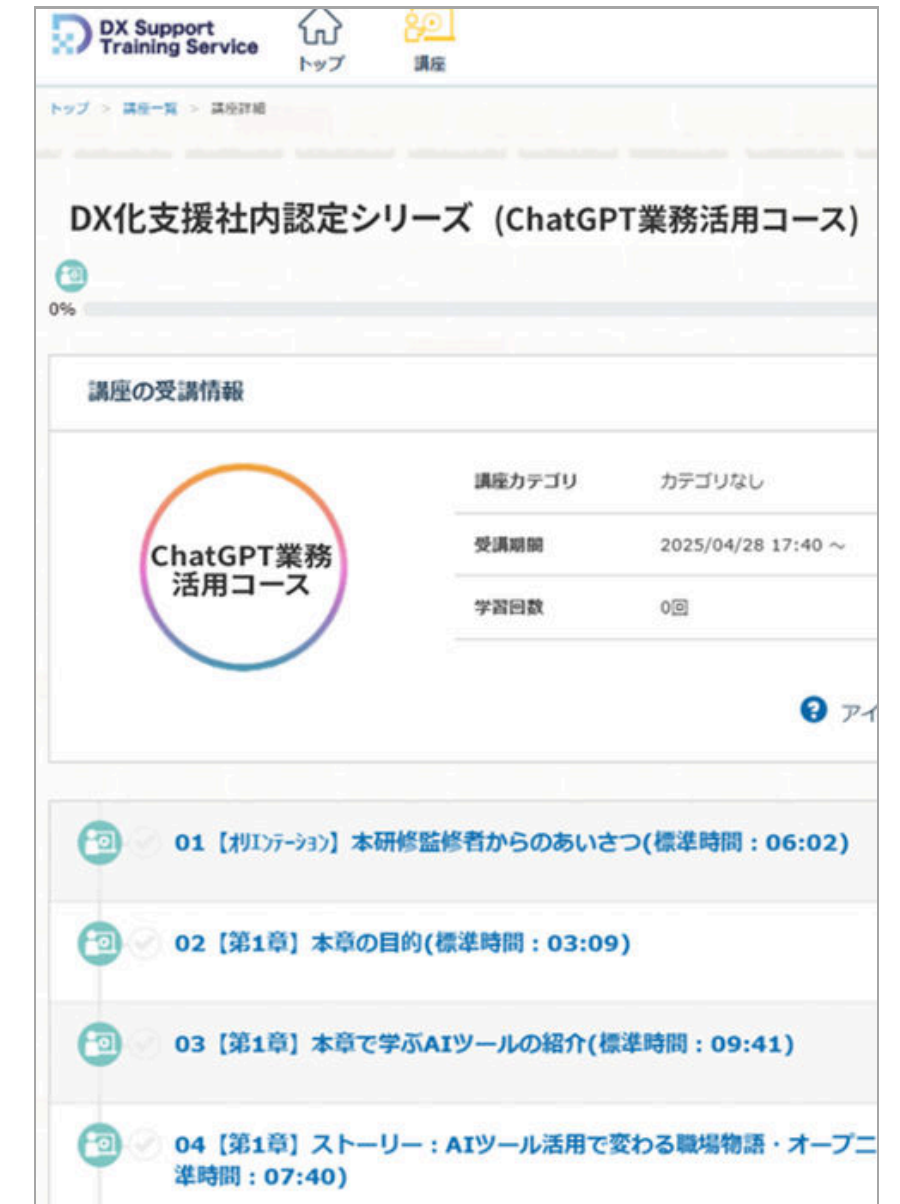 DX Support
Training Service
トップ
講座
トップ > 講座一覧 > 講座詳細
DX化支援社内認定シリーズ (ChatGPT業務活用コース)
0%
講座の受講情報
ChatGPT業務
活用コース
講座カテゴリ カテゴリなし
受講期間 2025/04/28 17:40 ～
学習回数 0回
? アイ
01【ｵﾘｴﾝﾃｰｼｮﾝ】本研修監修者からのあいさつ(標準時間：06:02)
02【第1章】本章の目的(標準時間：03:09)
03【第1章】本章で学ぶAIツールの紹介(標準時間：09:41)
04【第1章】ストーリー：AIツール活用で変わる職場物語・オープニ
準時間：07:40)